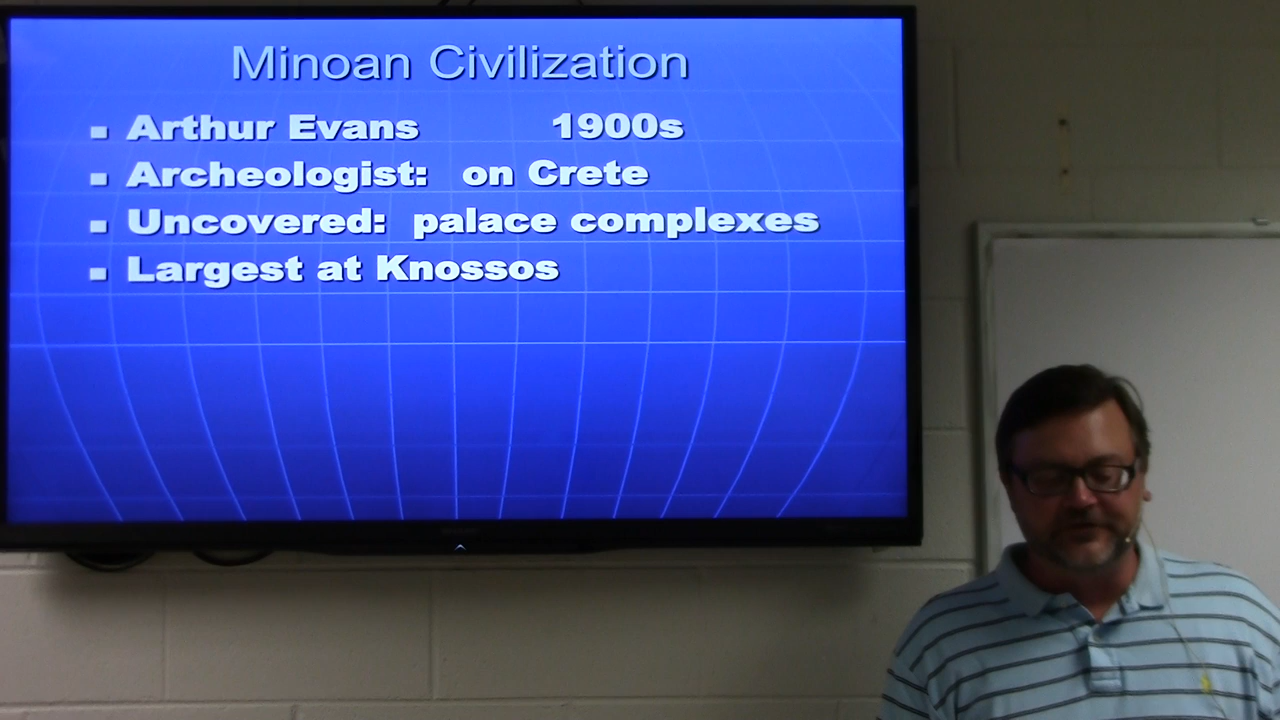 Minoan Civilization
Arthur Evans 1900s
Archeologist: on Crete
Uncovered: palace complexes
Largest at Knossos